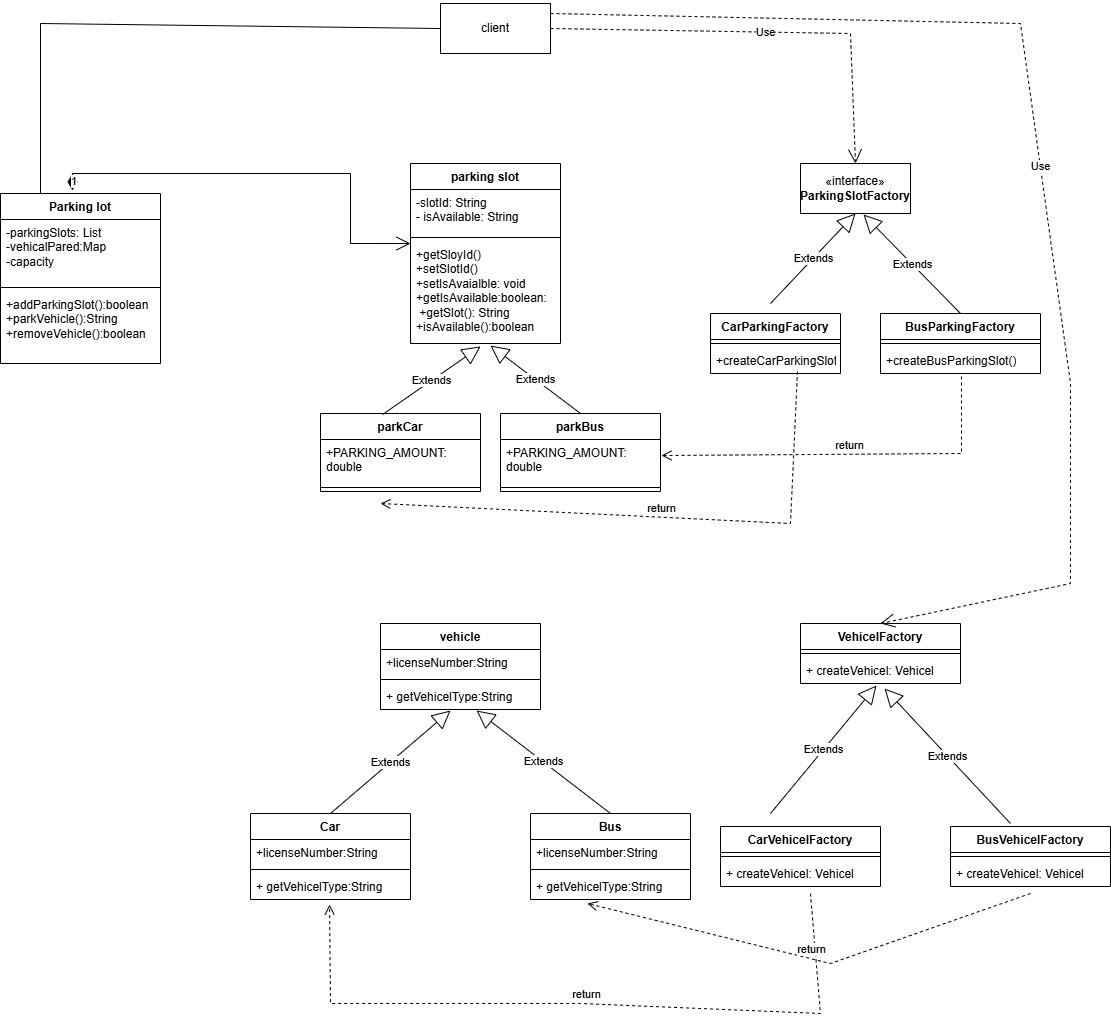 client
Use
Use
1
Parking lot
-parkingSlots: List
-vehicalPared:Map
-capacity
+addParkingSlot():boolean
+parkVehicle():String
+removeVehicle():boolean
parking slot
-slotId: String
- isAvailable: String
+getSloyId()
+setSlotId()
+setIsAvaialble: void
+getIsAvailable:boolean:
+getSlot(): String
+isAvailable():boolean
«interface»
ParkingSlotFactory
Extends
Extends
CarParkingFactory
+createCarParkingSlot
BusParkingFactory
+createBusParkingSlot()
Extends
Extends
parkCar
+PARKING_AMOUNT:
double
parkBus
+PARKING_AMOUNT:
double
return
return
vehicle
+licenseNumber:String
+ getVehicelType:String
VehicelFactory
+ createVehicel: Vehicel
Extends
Extends
Extends
Extends
Car
+licenseNumber:String
+ getVehicelType:String
Bus
+licenseNumber:String
+ getVehicelType:String
CarVehicelFactory
+ createVehicel: Vehicel
BusVehicelFactory
+ createVehicel: Vehicel
return
return